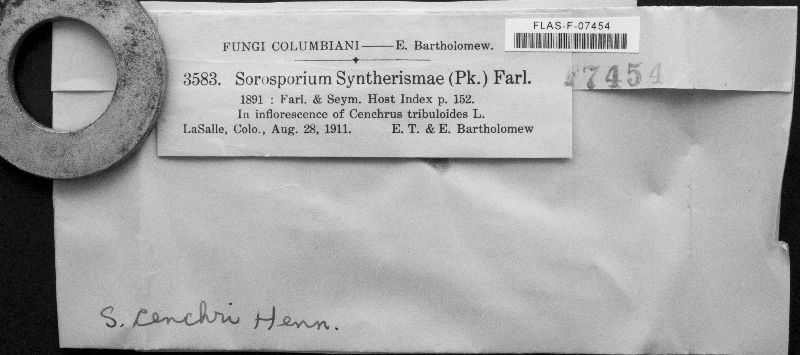 FLAS-F-07454
FUNGI COLUMBIANI—E. Bartholomew.
F7454
3583. Sorosporium Syntherismae (Pk.) Farl.
1891 : Farl. & Seym. Host Index p. 152.
In inflorescence of Cenchrus tribuloides L.
LaSalle, Colo., Aug. 28, 1911. E. T. & E. Bartholomew
S. cenchri Henn.